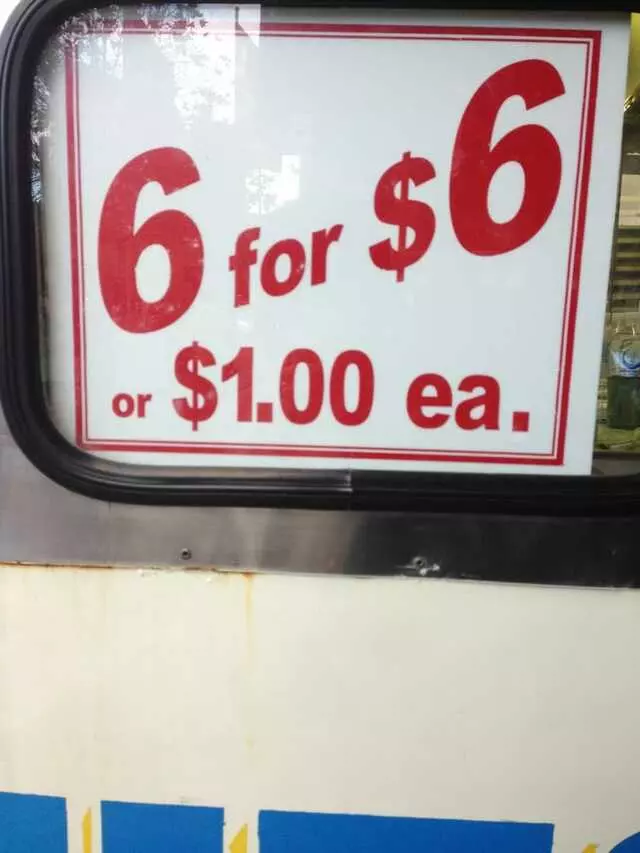 6 for $6
or $1.00 ea.